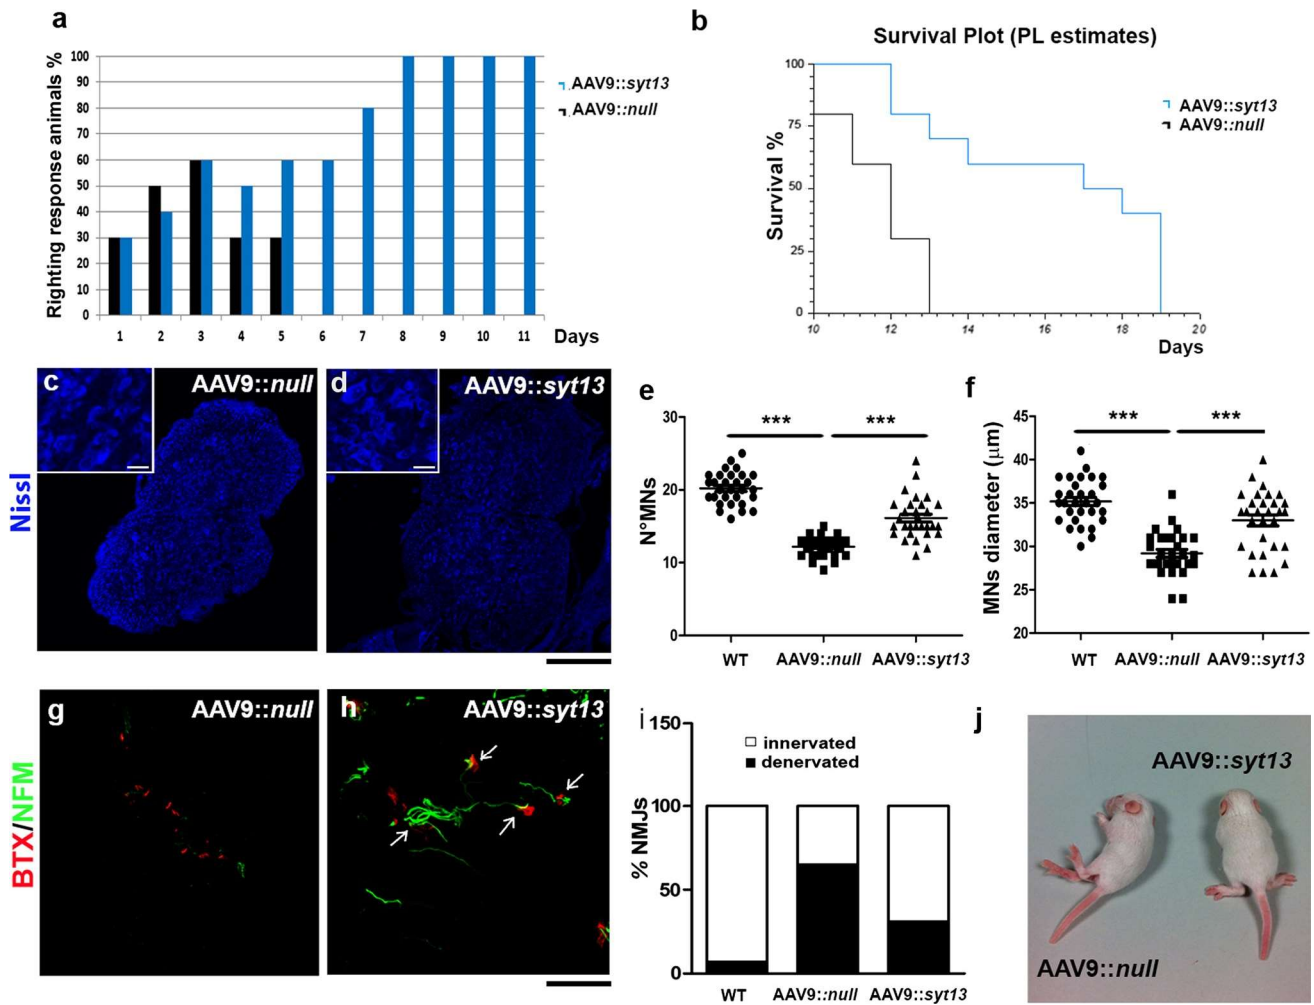 a
Righting response animals %
100
90
80
70
60
50
40
30
20
10
0
1 2 3 4 5 6 7 8 9 10 11 Days
AAV9::syt13
AAV9::null
b
Survival Plot (PL estimates)
Survival %
100
75
50
25
0
10 12 14 16 18 20
Days
AAV9::syt13
AAV9::null
Nissl
c AAV9::null
d AAV9::syt13
e
N°MNs
30
20
10
0
*** ***
WT AAV9::null AAV9::syt13
f
MNs diameter (μm)
45
40
35
30
25
20
*** ***
WT AAV9::null AAV9::syt13
BTX/NFM
g AAV9::null
h AAV9::syt13
i
% NMJs
150
100
50
0
innervated
denervated
WT AAV9::null AAV9::syt13
j
AAV9::syt13
AAV9::null